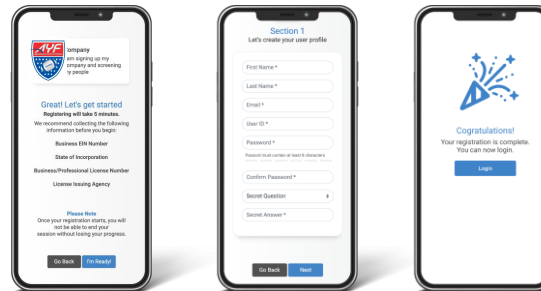 AYF
ompany
am signing up my
ompany and screening
y people
Great! Let's get started
Registering will take 5 minutes.
We recommend collecting the following
information before you begin:
Business EIN Number
State of Incorporation
Business/Professional License Number
License Issuing Agency
Please Note
Once your registration starts, you will
not be able to end your
session without losing your progress.
Go Back
I'm Ready!
Section 1
Let's create your user profile
First Name *
Last Name *
Email *
User ID *
Password *
Password must contain at least 8 characters
Confirm Password *
Secret Question
Secret Answer *
Go Back
Next
Cogratulations!
Your registration is complete.
You can now login.
Login